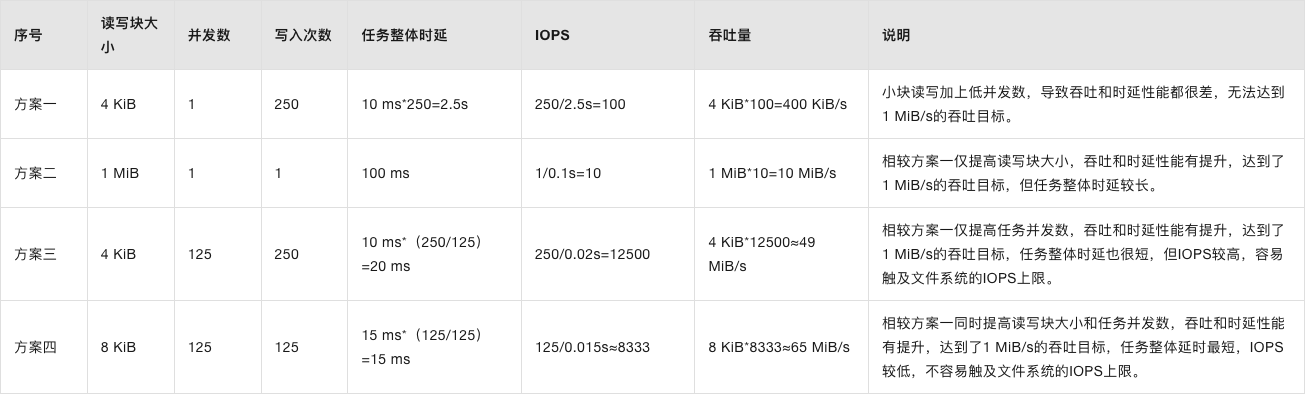 序号
读写块大
小
并发数
写入次数
任务整体时延
IOPS
吞吐量
说明
方案一
4 KiB
1
250
10 ms*250=2.5s
250/2.5s=100
4 KiB*100=400 KiB/s
小块读写加上低并发数，导致吞吐和时延性能都很差，无法达到
1 MiB/s的吞吐目标。
方案二
1 MiB
1
1
100 ms
1/0.1s=10
1 MiB*10=10 MiB/s
相较方案一仅提高读写块大小，吞吐和时延性能有提升，达到了
1 MiB/s的吞吐目标，但任务整体时延较长。
方案三
4 KiB
125
250
10 ms*（250/125）
=20 ms
250/0.02s=12500
4 KiB*12500≈49
MiB/s
相较方案一仅提高任务并发数，吞吐和时延性能有提升，达到了
1 MiB/s的吞吐目标，任务整体时延也很短，但IOPS较高，容易
触及文件系统的IOPS上限。
方案四
8 KiB
125
125
15 ms*（125/125）
=15 ms
125/0.015s≈8333
8 KiB*8333≈65 MiB/s
相较方案一同时提高读写块大小和任务并发数，吞吐和时延性能
有提升，达到了1 MiB/s的吞吐目标，任务整体延时最短，IOPS
较低，不容易触及文件系统的IOPS上限。